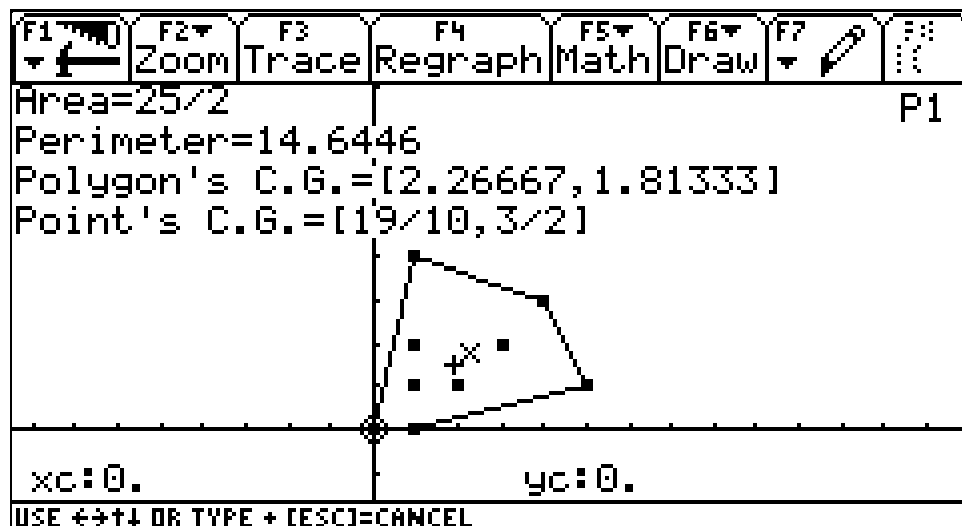 F1 F2 F3 F4 F5 F6 F7 F8
Zoom Trace Regraph Math Draw
Area=25/2
P1
Perimeter=14.6446
Polygon's C.G.=[2.26667,1.81333]
Point's C.G.=[19/10,3/2]
xc:0. yc:0.
USE ←→↑↓ OR TYPE + [ESC]=CANCEL